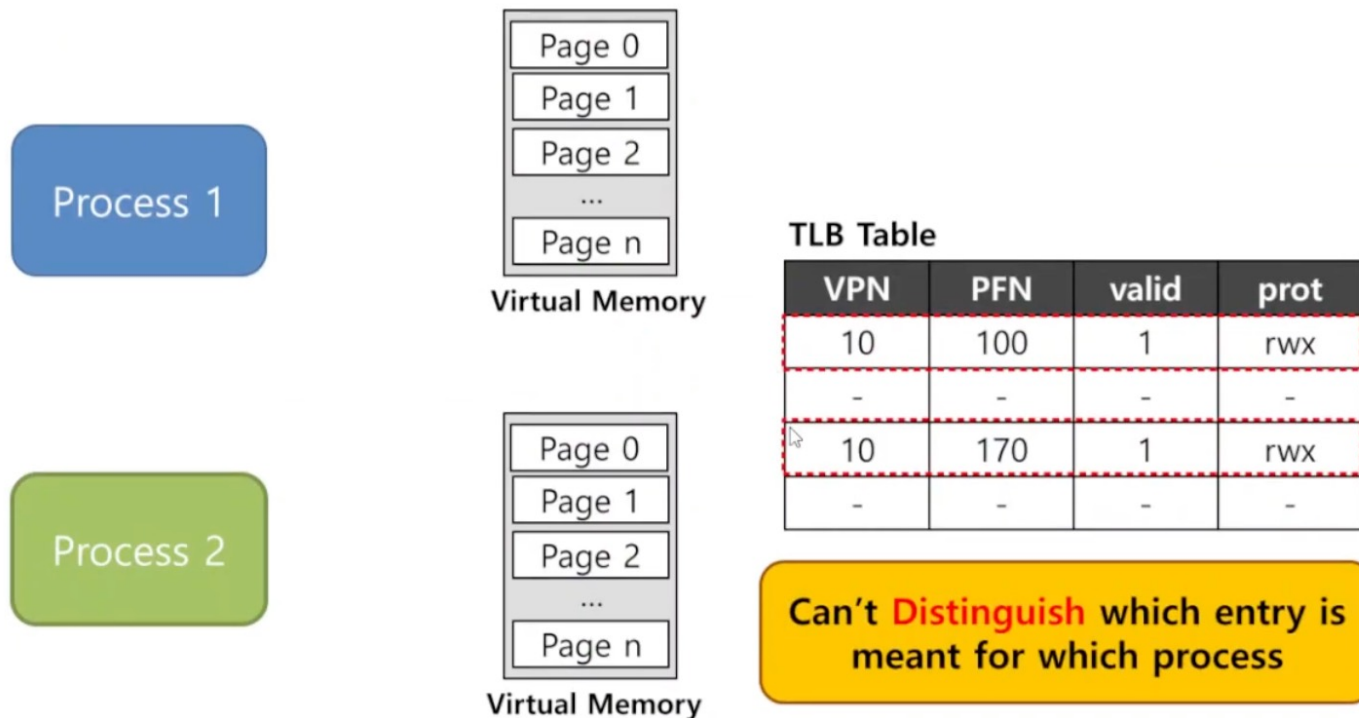 Process 1
Page 0
Page 1
Page 2
...
Page n
Virtual Memory
Process 2
Page 0
Page 1
Page 2
...
Page n
Virtual Memory
TLB Table
VPN PFN valid prot
10 100 1 rwx
- - - -
10 170 1 rwx
- - - -
Can't Distinguish which entry is
meant for which process